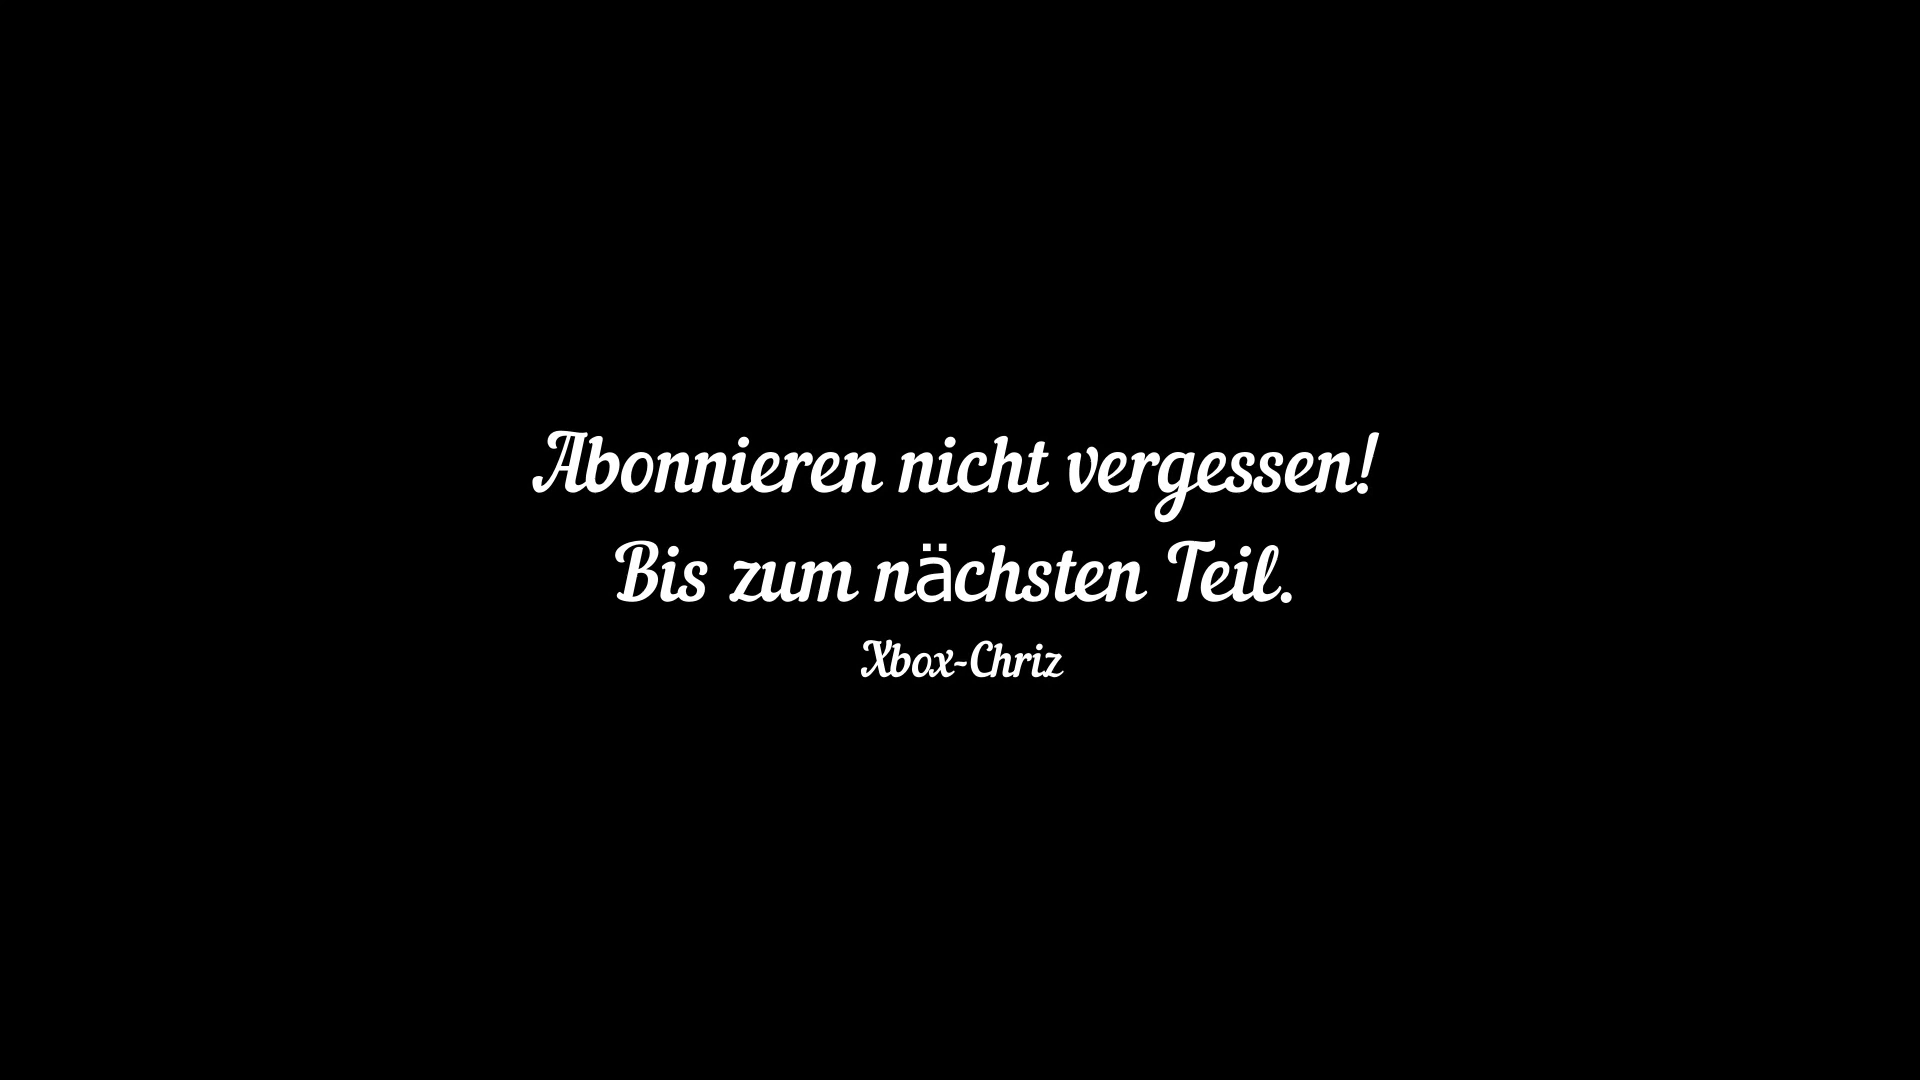 Abonnieren nicht vergessen!
Bis zum nächsten Teil.
Xbox-Chriz